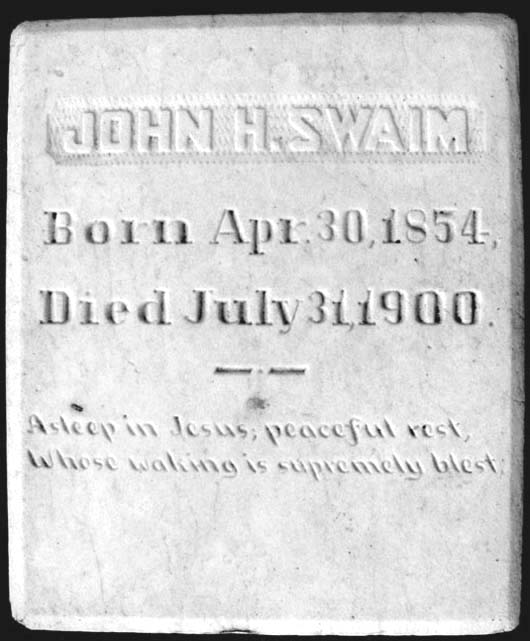 JOHN H. SWAIM
Born Apr. 30, 1854,
Died July 31, 1900.
Asleep in Jesus; peaceful rest,
Whose waking is supremely blest.